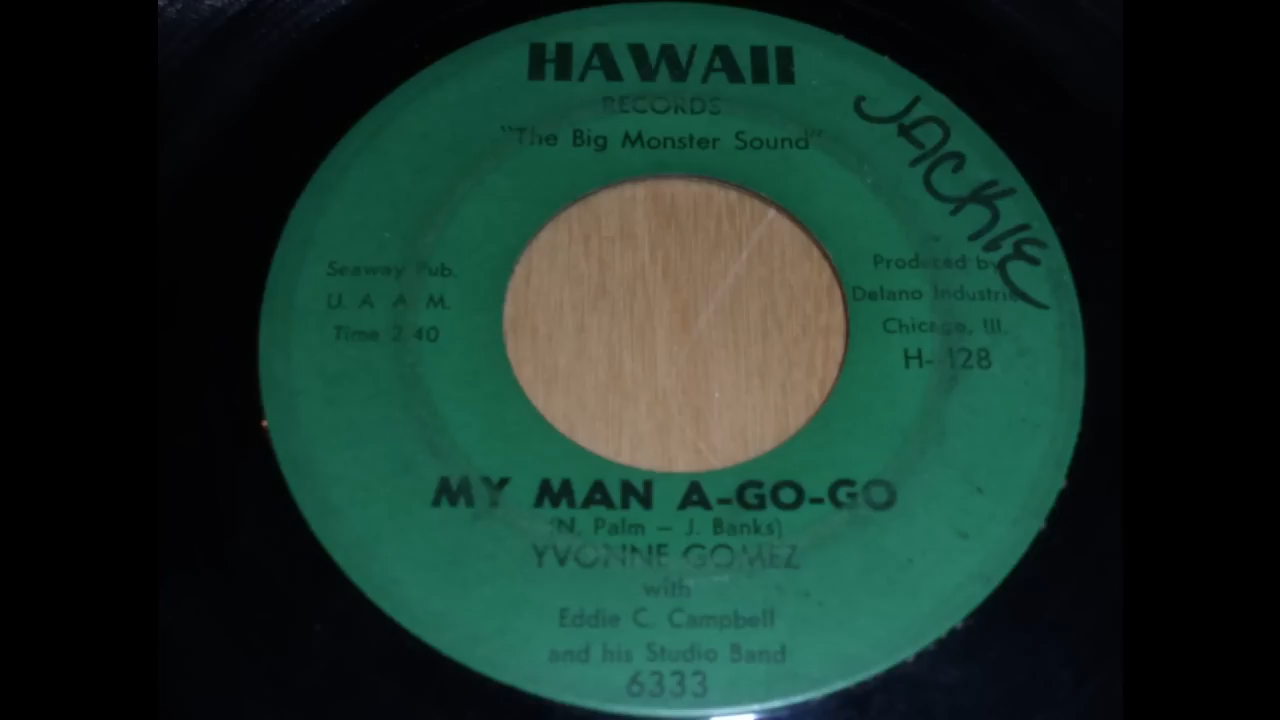 HAWAII
RECORDS
"The Big Monster Sound"
JACKIE
Seaway Pub.
U. A. A. M.
Time 2:40
Produced by
Delano Industries
Chicago, Ill.
H-128
MY MAN A-GO-GO
(N. Palm — J. Banks)
YVONNE GOMEZ
with
Eddie C. Campbell
and his Studio Band
6333